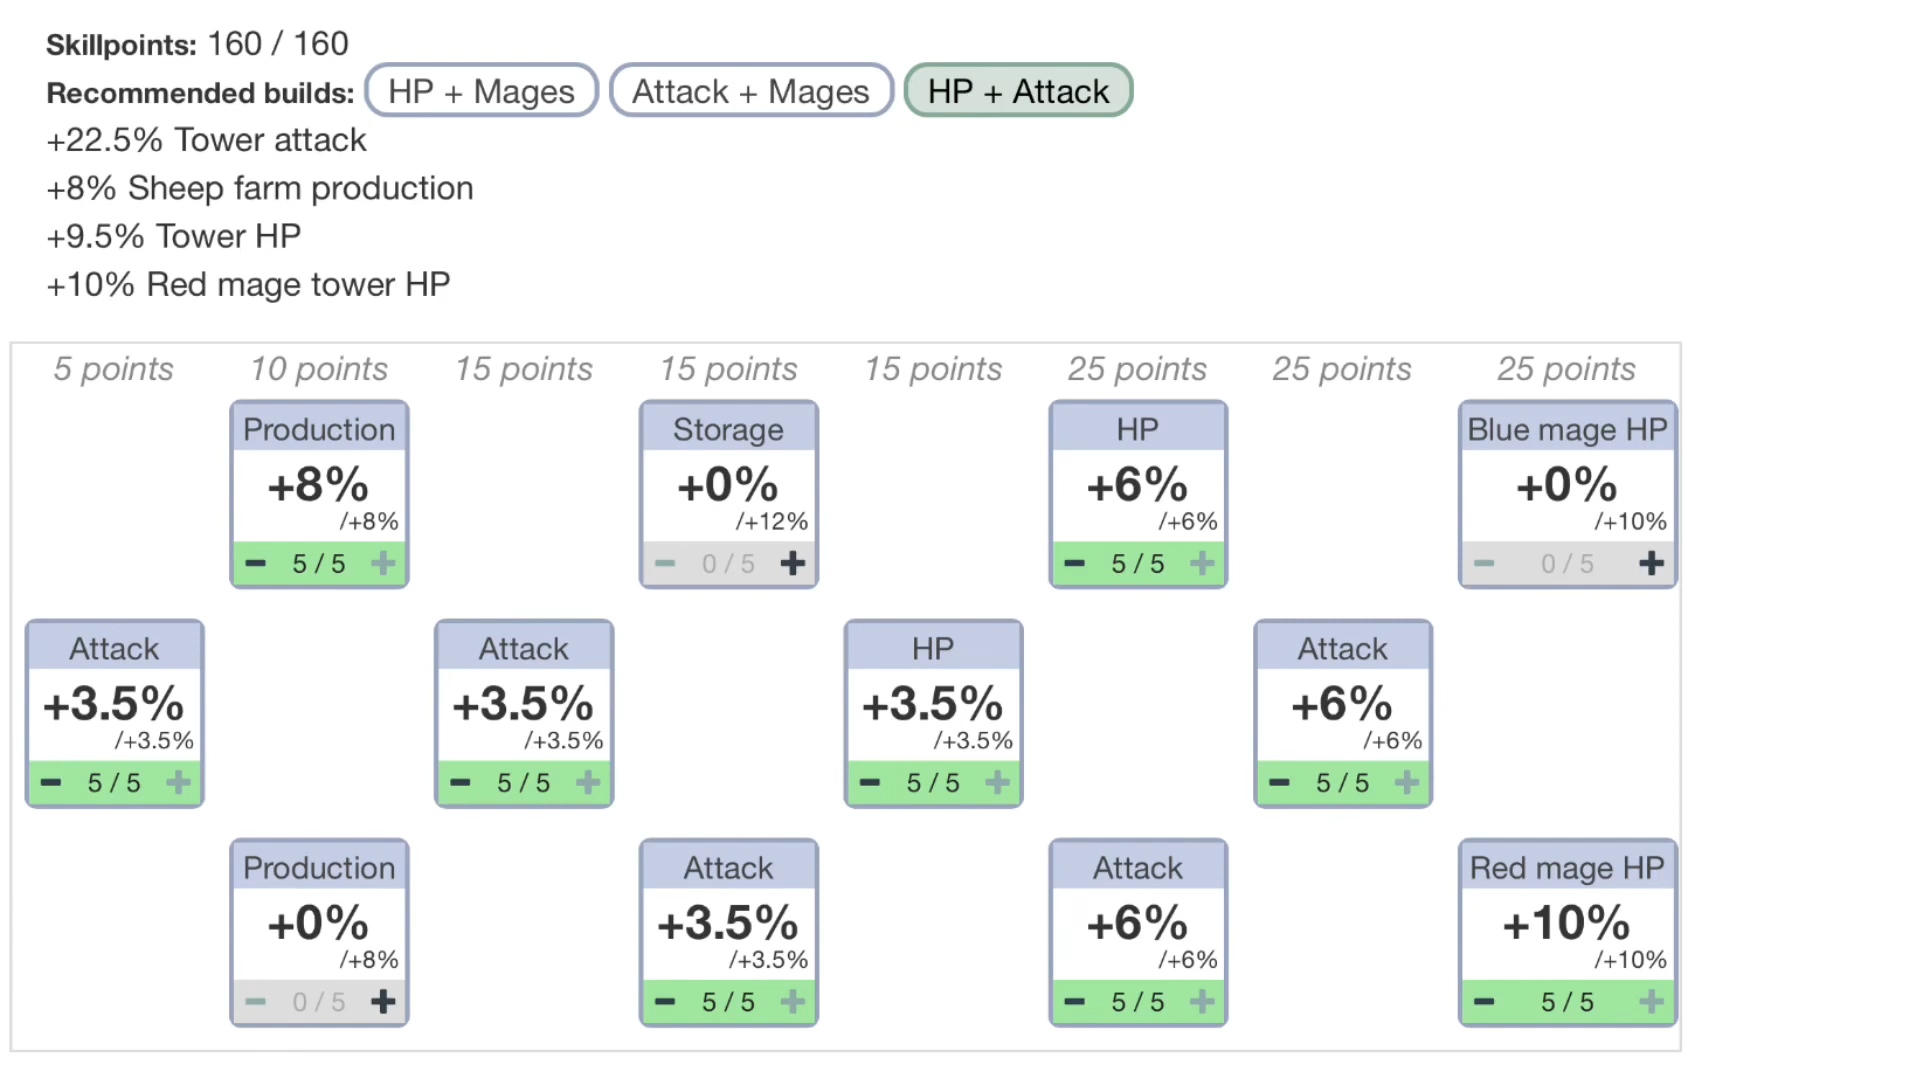 Skillpoints: 160 / 160
Recommended builds: HP + Mages Attack + Mages HP + Attack
+22.5% Tower attack
+8% Sheep farm production
+9.5% Tower HP
+10% Red mage tower HP
5 points 10 points 15 points 15 points 15 points 25 points 25 points 25 points
Production Storage HP Blue mage HP
+8% +0% +6% +0%
/+8% /+12% /+6% /+10%
− 5 / 5 + − 0 / 5 + − 5 / 5 + − 0 / 5 +
Attack Attack HP Attack
+3.5% +3.5% +3.5% +6%
/+3.5% /+3.5% /+3.5% /+6%
− 5 / 5 + − 5 / 5 + − 5 / 5 + − 5 / 5 +
Production Attack Attack Red mage HP
+0% +3.5% +6% +10%
/+8% /+3.5% /+6% /+10%
− 0 / 5 + − 5 / 5 + − 5 / 5 + − 5 / 5 +